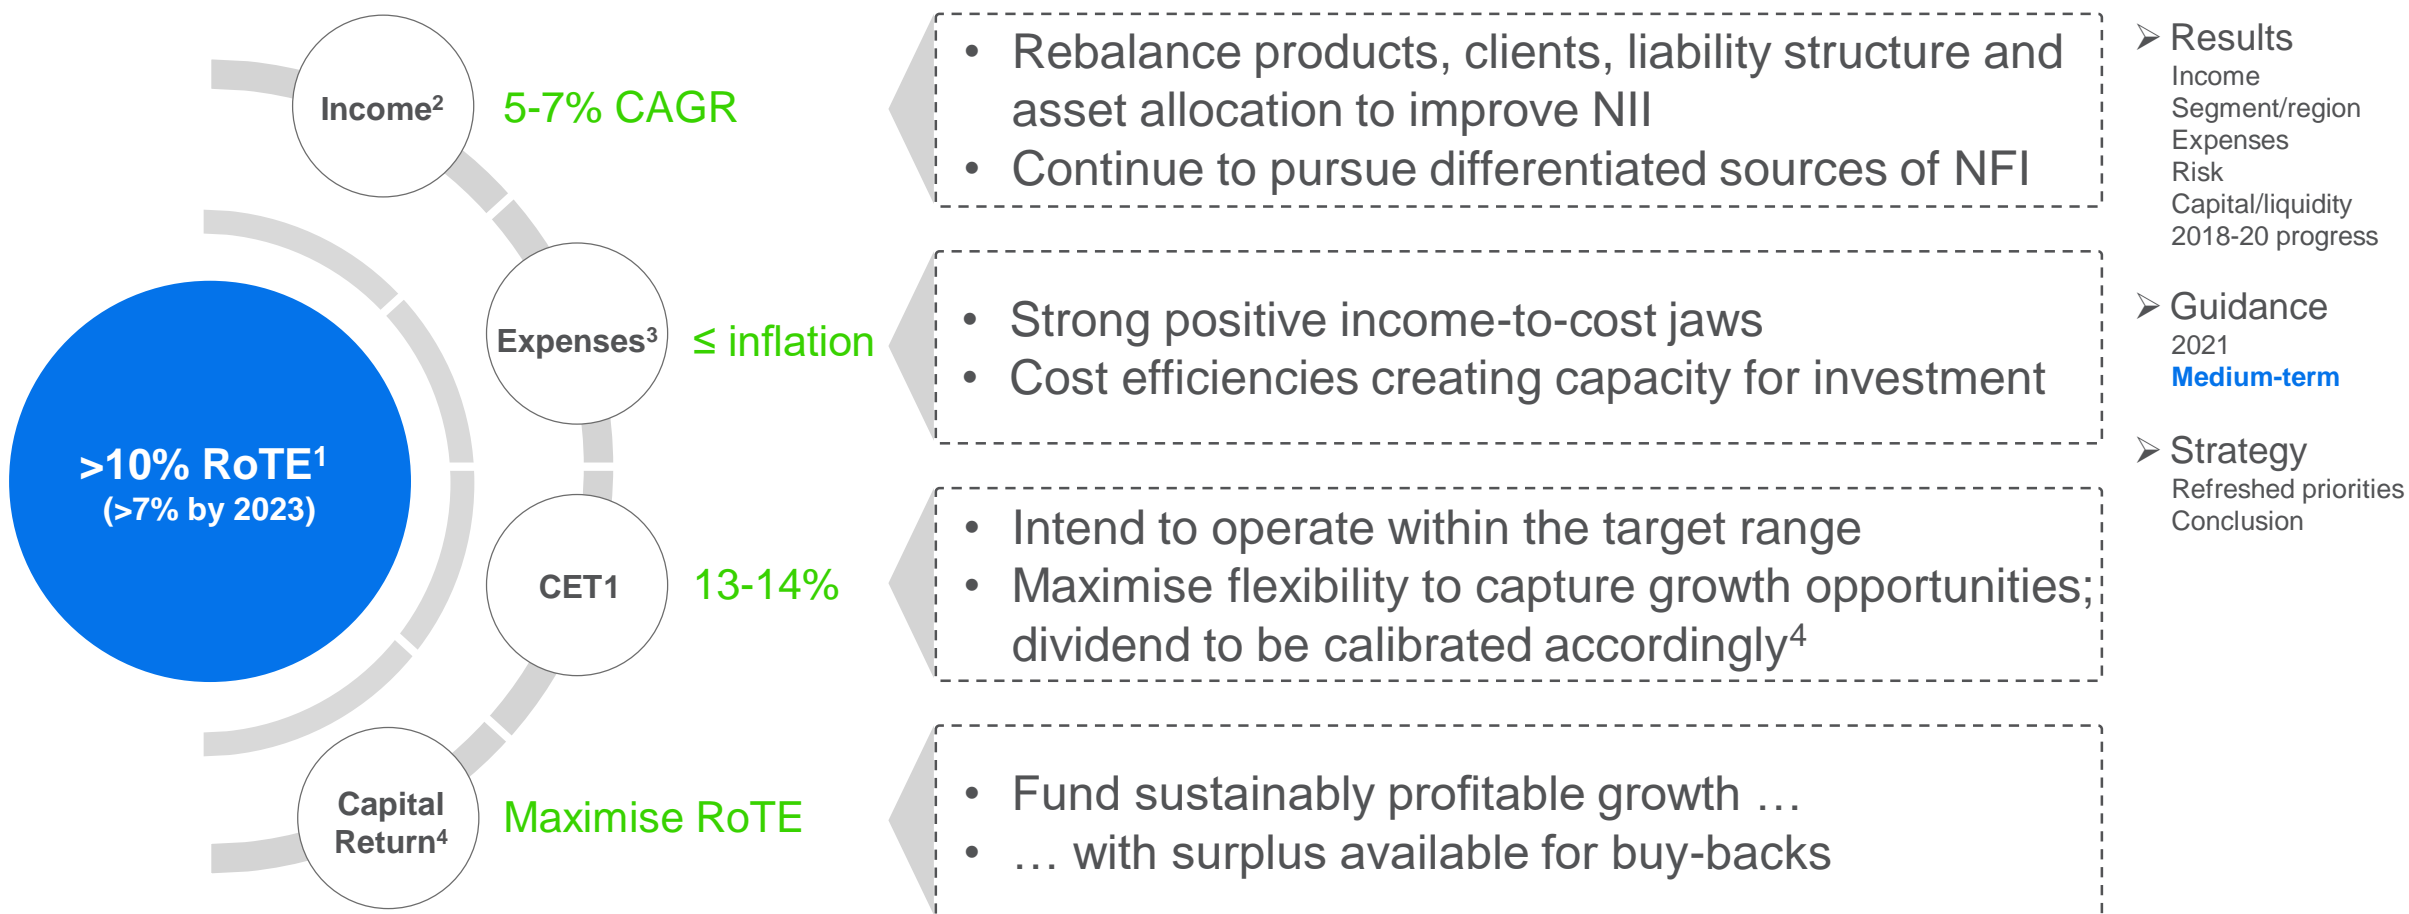 >10% RoTE¹
(>7% by 2023)
Income²
5-7% CAGR
• Rebalance products, clients, liability structure and
asset allocation to improve NII
• Continue to pursue differentiated sources of NFI
Expenses³
≤ inflation
• Strong positive income-to-cost jaws
• Cost efficiencies creating capacity for investment
CET1
13-14%
• Intend to operate within the target range
• Maximise flexibility to capture growth opportunities;
dividend to be calibrated accordingly⁴
Capital
Return⁴
Maximise RoTE
• Fund sustainably profitable growth …
• … with surplus available for buy-backs
➢ Results
Income
Segment/region
Expenses
Risk
Capital/liquidity
2018-20 progress
➢ Guidance
2021
Medium-term
➢ Strategy
Refreshed priorities
Conclusion